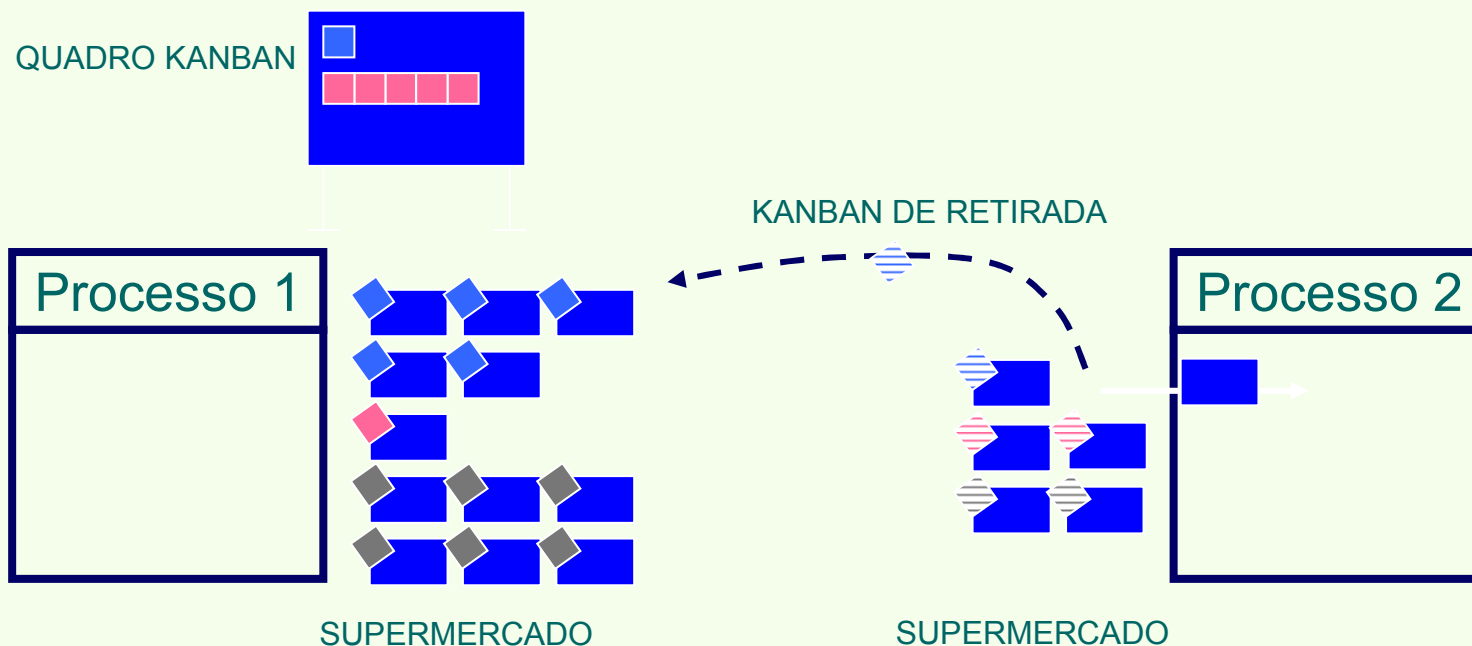 QUADRO KANBAN
KANBAN DE RETIRADA
Processo 1
Processo 2
SUPERMERCADO
SUPERMERCADO